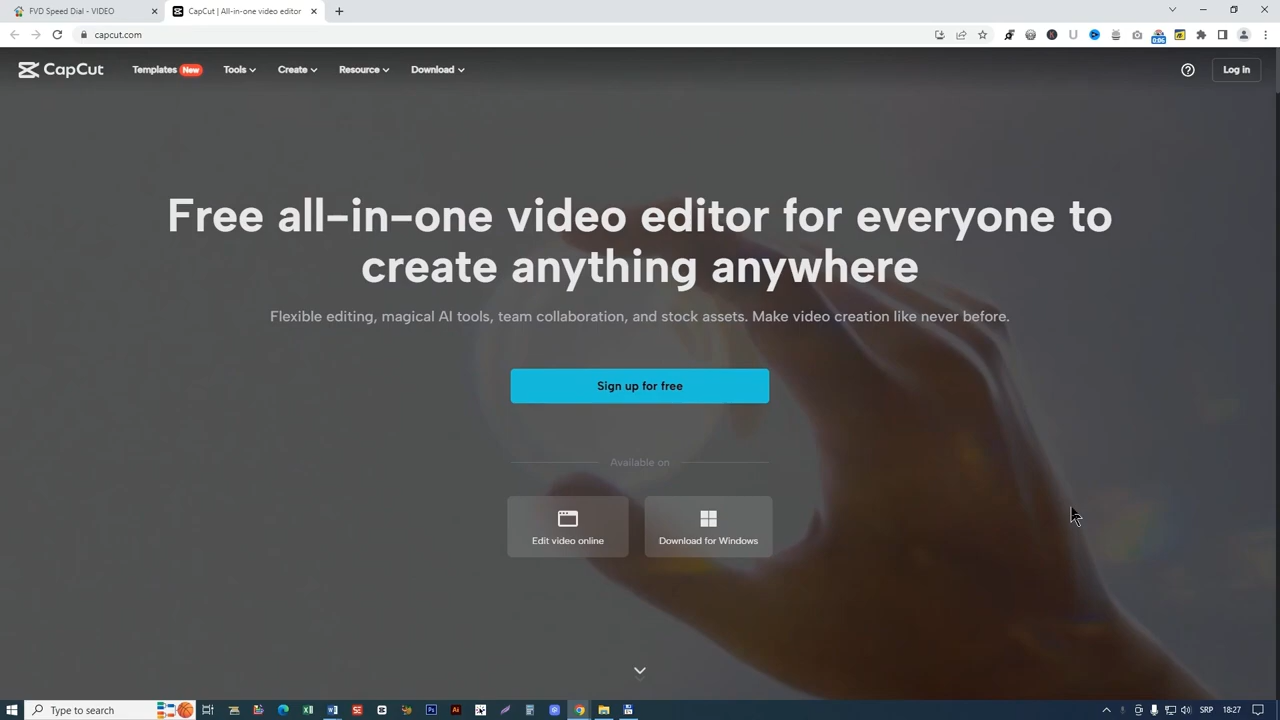 FVD Speed Dial - VIDEO
CapCut | All-in-one video editor
capcut.com
0:06
CapCut
Templates New Tools Create Resource Download
Log in
Free all-in-one video editor for everyone to
create anything anywhere
Flexible editing, magical AI tools, team collaboration, and stock assets. Make video creation like never before.
Sign up for free
Available on
Edit video online
Download for Windows
Type to search
SRP 18:27